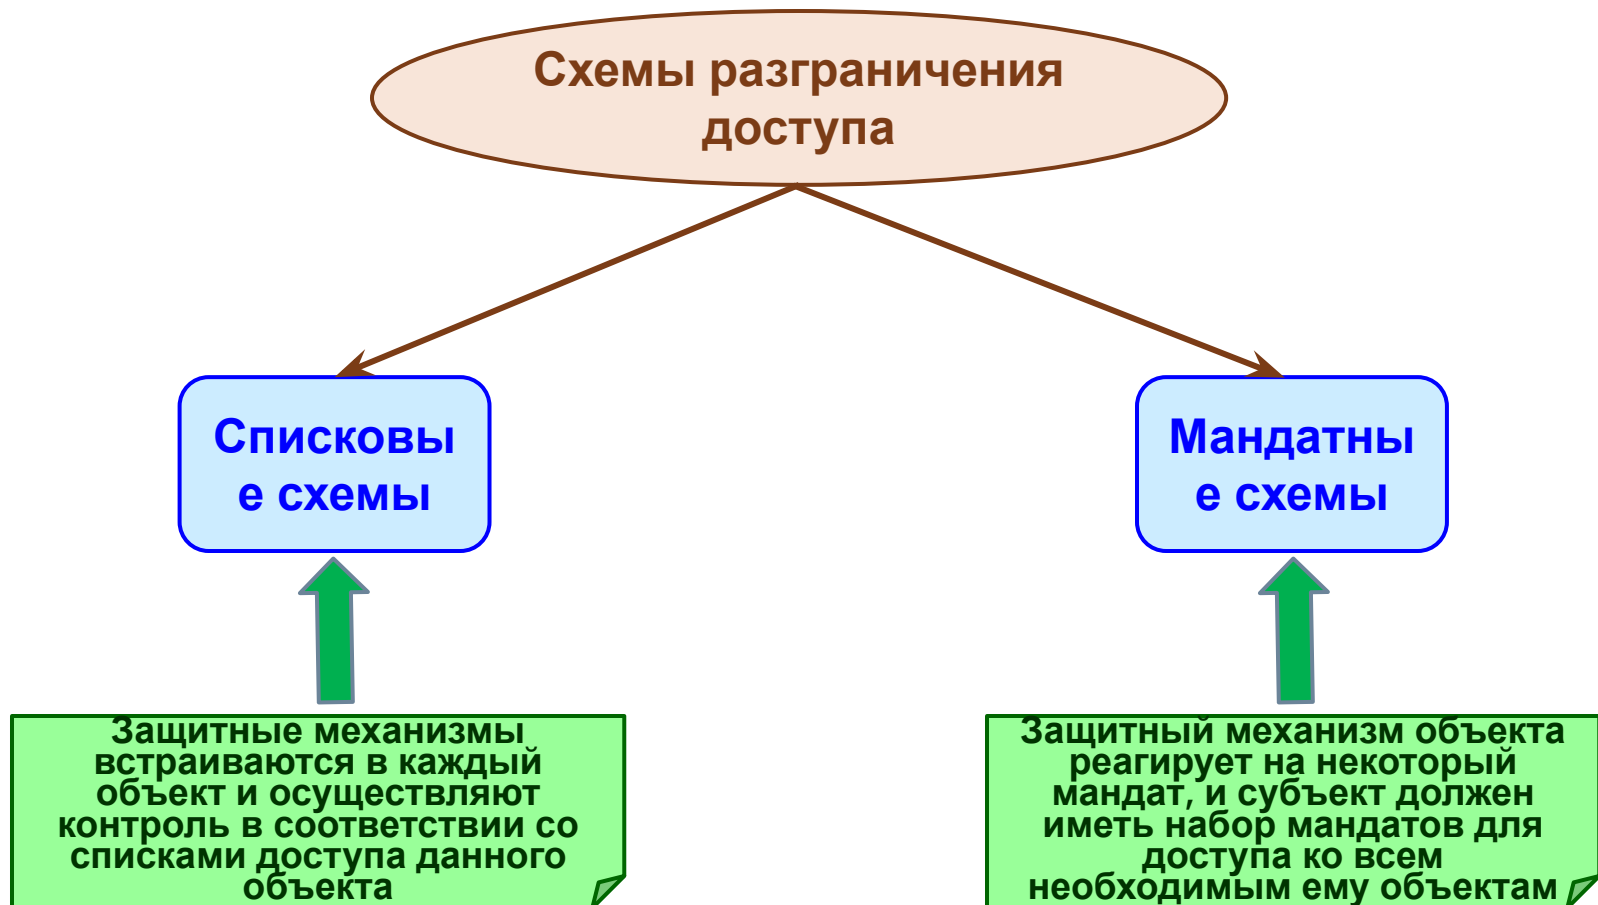 Схемы разграничения
доступа
Списковы
е схемы
Мандатны
е схемы
Защитные механизмы
встраиваются в каждый
объект и осуществляют
контроль в соответствии со
списками доступа данного
объекта
Защитный механизм объекта
реагирует на некоторый
мандат, и субъект должен
иметь набор мандатов для
доступа ко всем
необходимым ему объектам